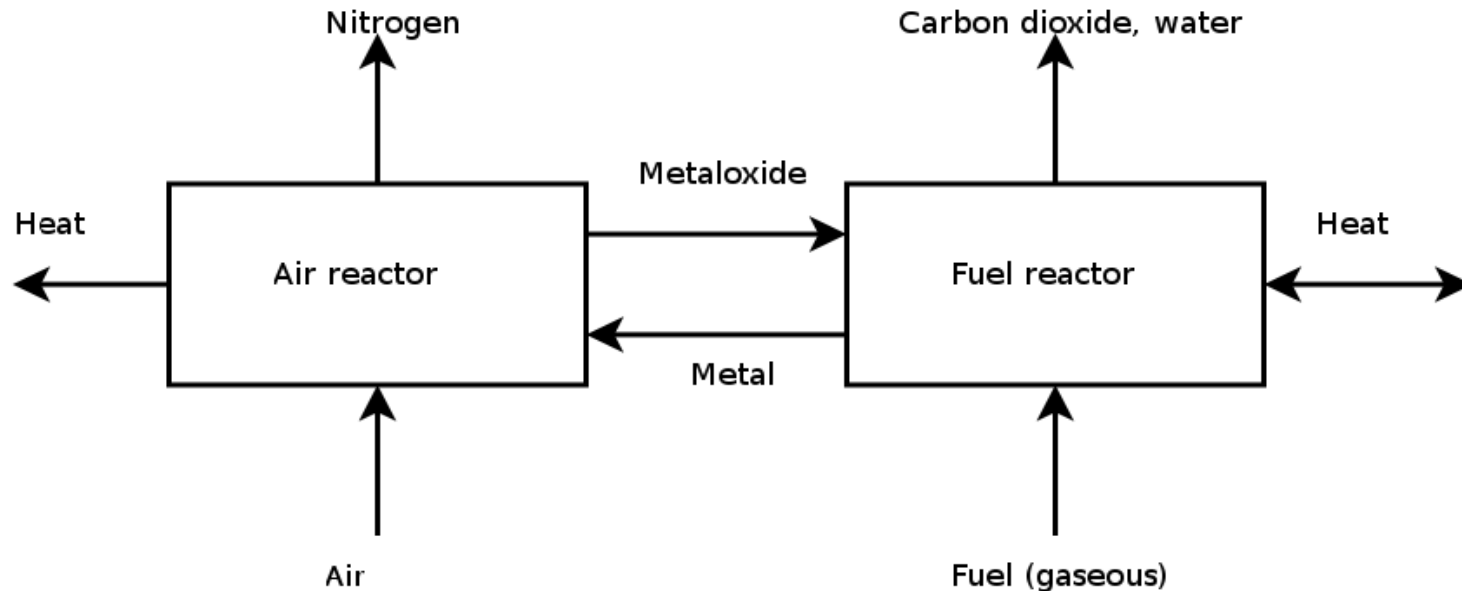 Nitrogen
Carbon dioxide, water
Metaloxide
Heat
Heat
Air reactor
Fuel reactor
Metal
Air
Fuel (gaseous)